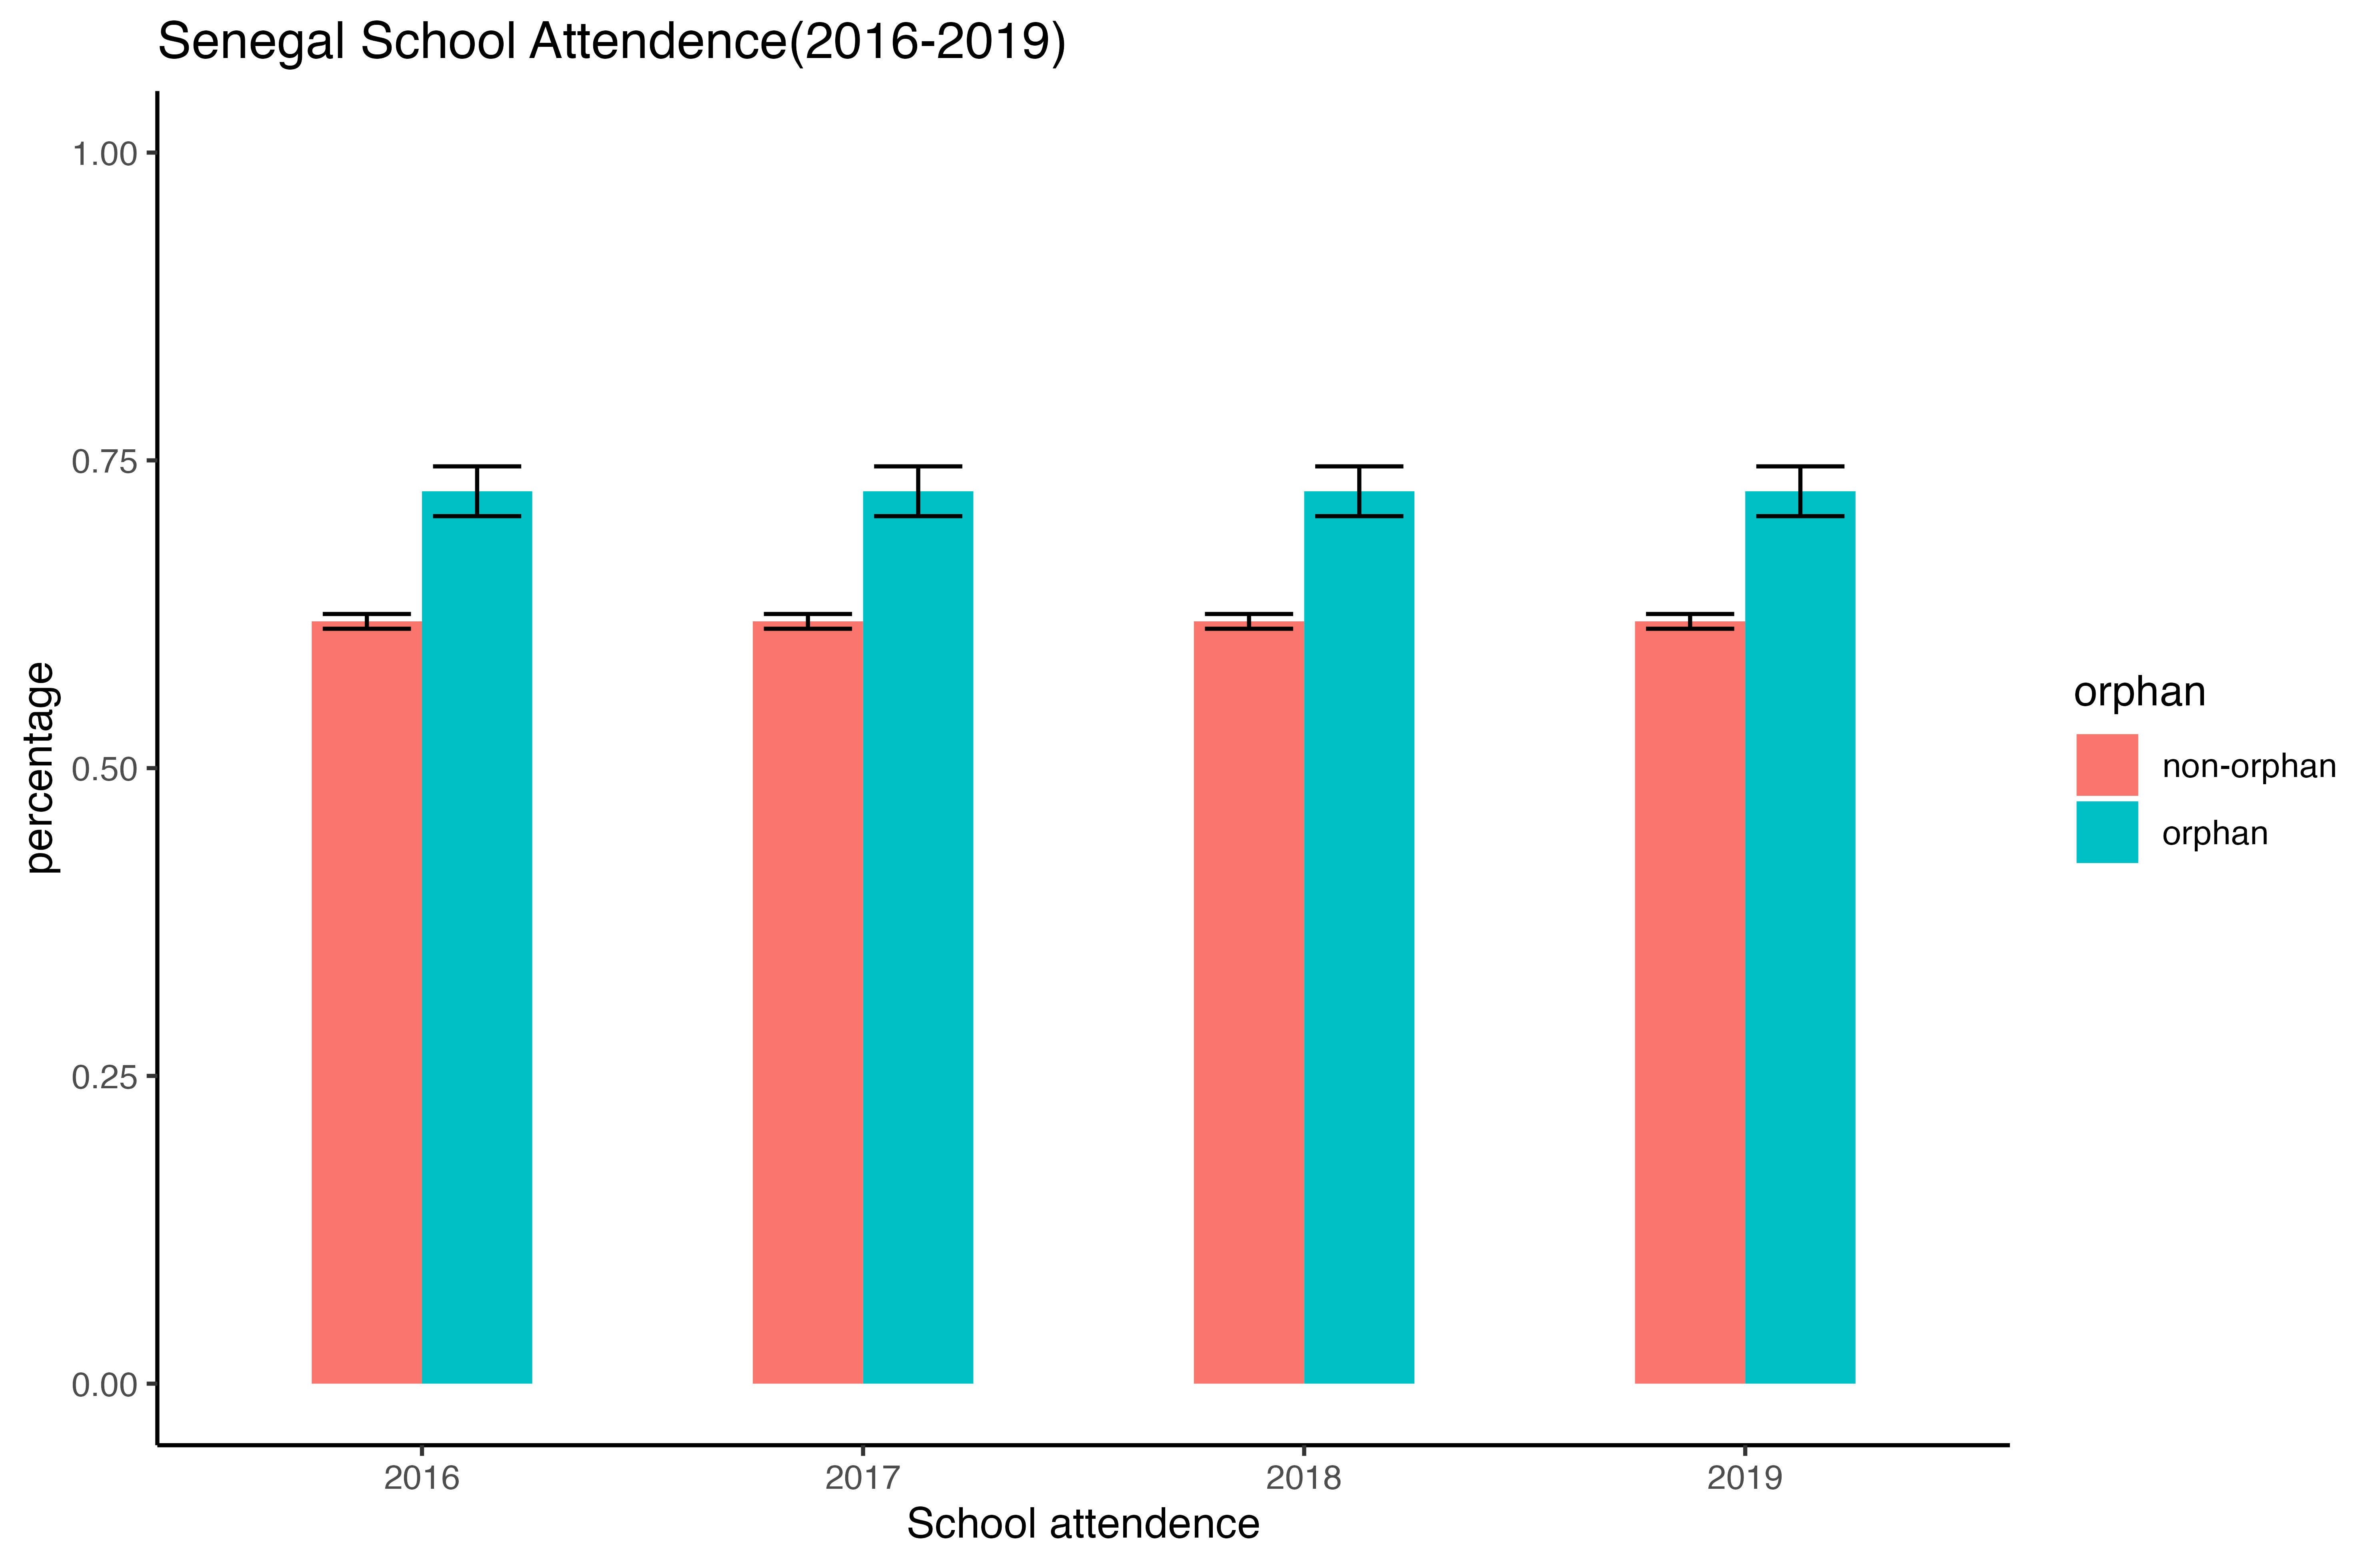 Senegal School Attendence(2016-2019)
1.00
0.75
0.50
0.25
0.00
percentage
2016 2017 2018 2019
School attendence
orphan
non-orphan
orphan